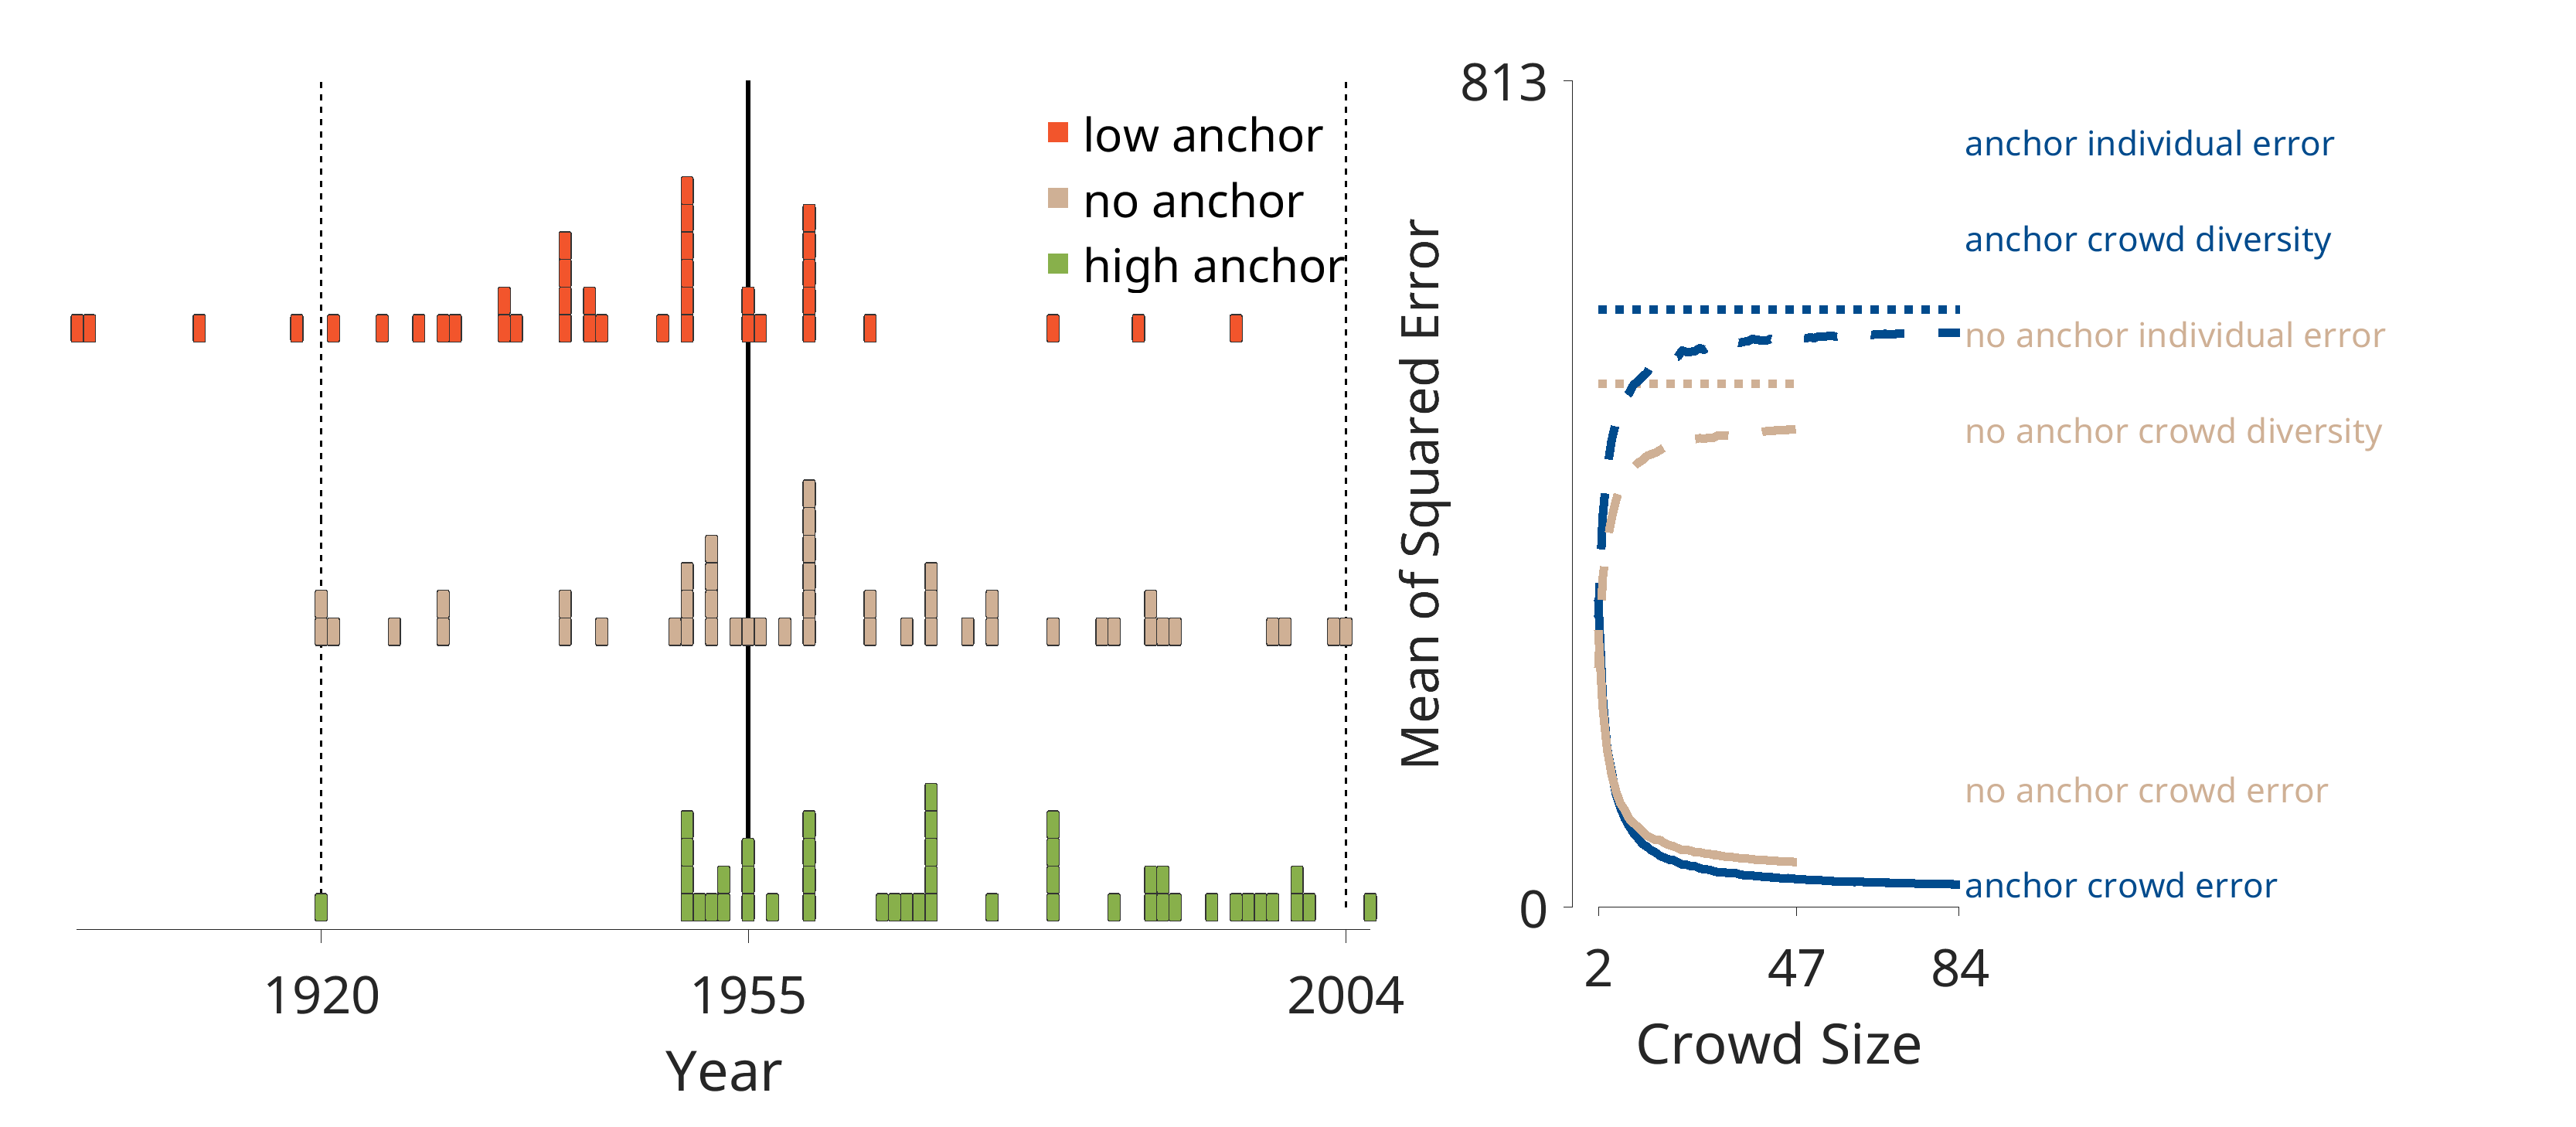 low anchor
no anchor
high anchor
1920
1955
2004
Year
813
0
Mean of Squared Error
anchor individual error
anchor crowd diversity
no anchor individual error
no anchor crowd diversity
no anchor crowd error
anchor crowd error
2
47
84
Crowd Size